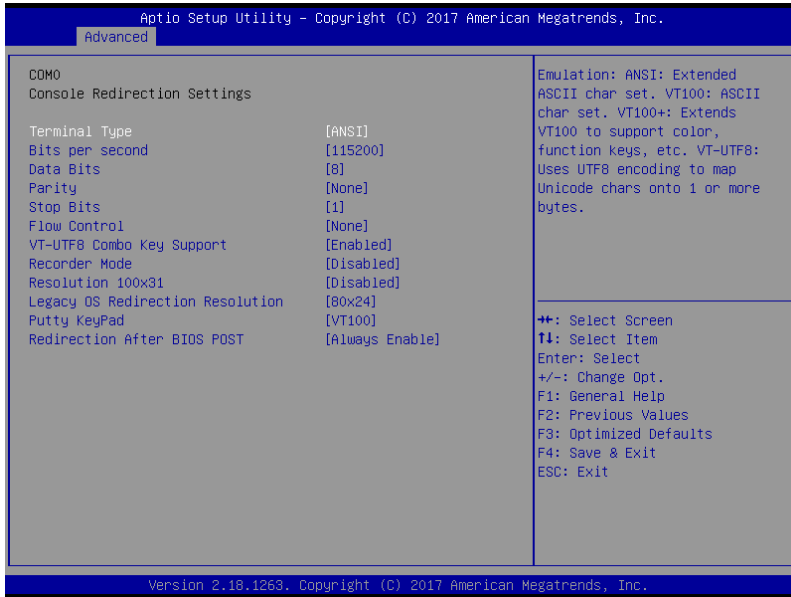 Aptio Setup Utility – Copyright (C) 2017 American Megatrends, Inc.
Advanced
COM0
Console Redirection Settings
Terminal Type [ANSI]
Bits per second [115200]
Data Bits [8]
Parity [None]
Stop Bits [1]
Flow Control [None]
VT-UTF8 Combo Key Support [Enabled]
Recorder Mode [Disabled]
Resolution 100x31 [Disabled]
Legacy OS Redirection Resolution [80x24]
Putty KeyPad [VT100]
Redirection After BIOS POST [Always Enable]
Emulation: ANSI: Extended
ASCII char set. VT100: ASCII
char set. VT100+: Extends
VT100 to support color,
function keys, etc. VT-UTF8:
Uses UTF8 encoding to map
Unicode chars onto 1 or more
bytes.
→←: Select Screen
↑↓: Select Item
Enter: Select
+/-: Change Opt.
F1: General Help
F2: Previous Values
F3: Optimized Defaults
F4: Save & Exit
ESC: Exit
Version 2.18.1263. Copyright (C) 2017 American Megatrends, Inc.